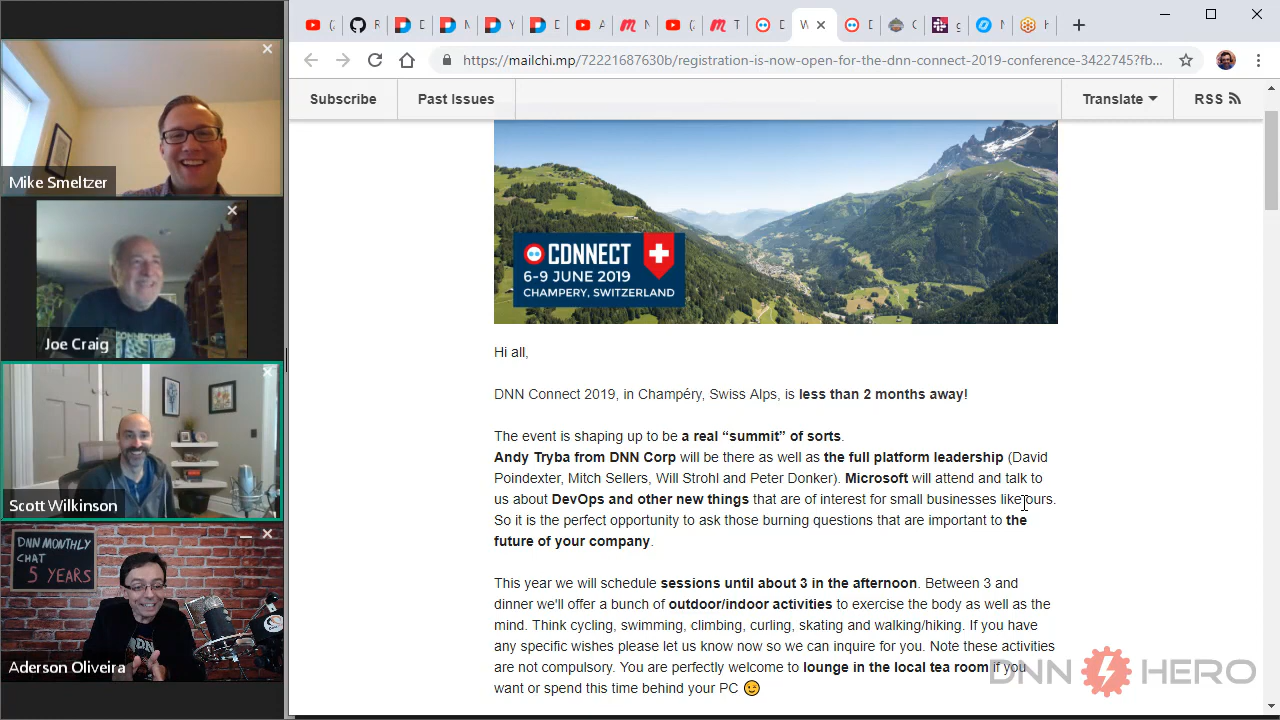 https://mailchi.mp/72221687630b/registration-is-now-open-for-the-dnn-connect-2019-conference-3422745?fb...
Subscribe
Past Issues
Translate
RSS
CONNECT
6-9 JUNE 2019
CHAMPERY, SWITZERLAND
Hi all,
DNN Connect 2019, in Champéry, Swiss Alps, is less than 2 months away!
The event is shaping up to be a real “summit” of sorts.
Andy Tryba from DNN Corp will be there as well as the full platform leadership (David
Poindexter, Mitch Sellers, Will Strohl and Peter Donker). Microsoft will attend and talk to
us about DevOps and other new things that are of interest for small businesses like ours.
So it is the perfect opportunity to ask those burning questions that are important to the
future of your company.
This year we will schedule sessions until about 3 in the afternoon. Between 3 and
dinner we'll offer a bunch of outdoor/indoor activities to exercise the body as well as the
mind. Think cycling, swimming, climbing, curling, skating and walking/hiking. If you have
any specific wishes please let us know now so we can inquire for you. Note these activities
are not compulsory. You are perfectly welcome to lounge in the local tea room if you
want or spend this time behind your PC 😉
DNN HERO
Mike Smeltzer
Joe Craig
Scott Wilkinson
DNN MONTHLY
CHAT
5 YEARS
DNN
Aderson Oliveira